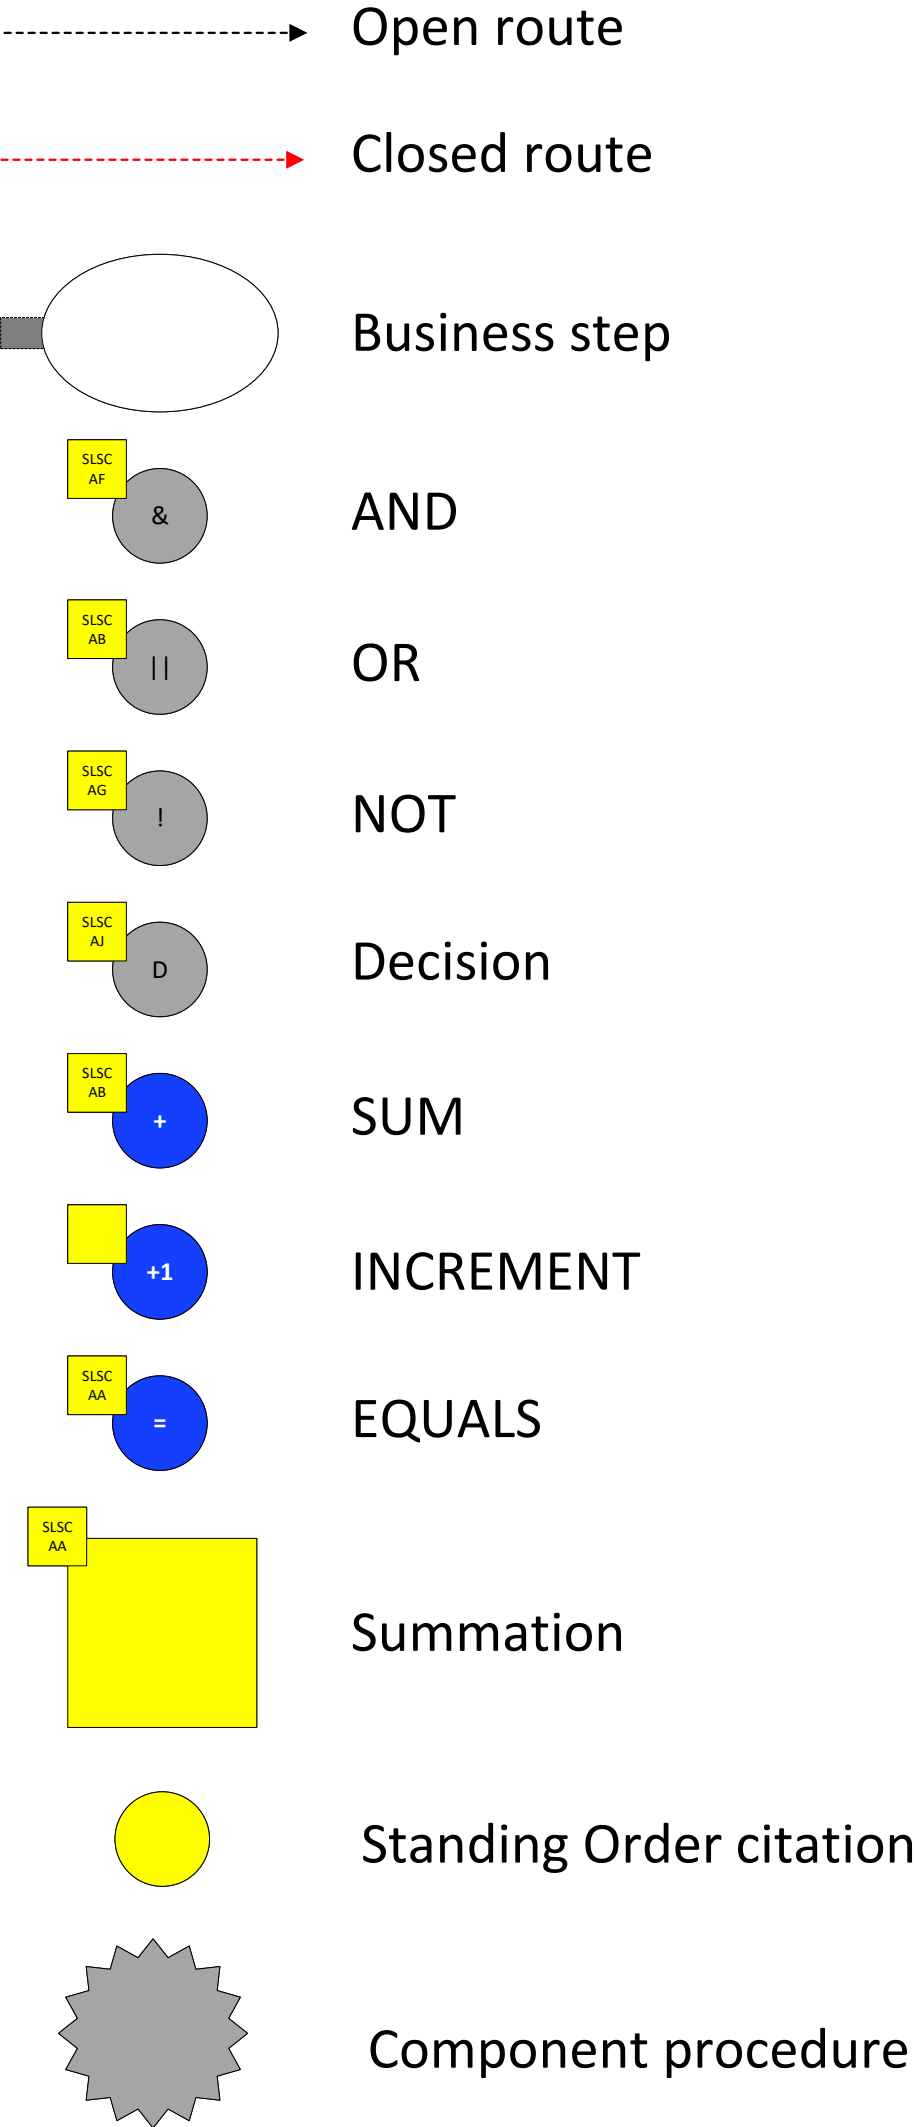 Open route
Closed route
Business step
SLSC
AF
&
AND
SLSC
AB
||
OR
SLSC
AG
!
NOT
SLSC
AJ
D
Decision
SLSC
AB
+
SUM
+1
INCREMENT
SLSC
AA
=
EQUALS
SLSC
AA
Summation
Standing Order citation
Component procedure